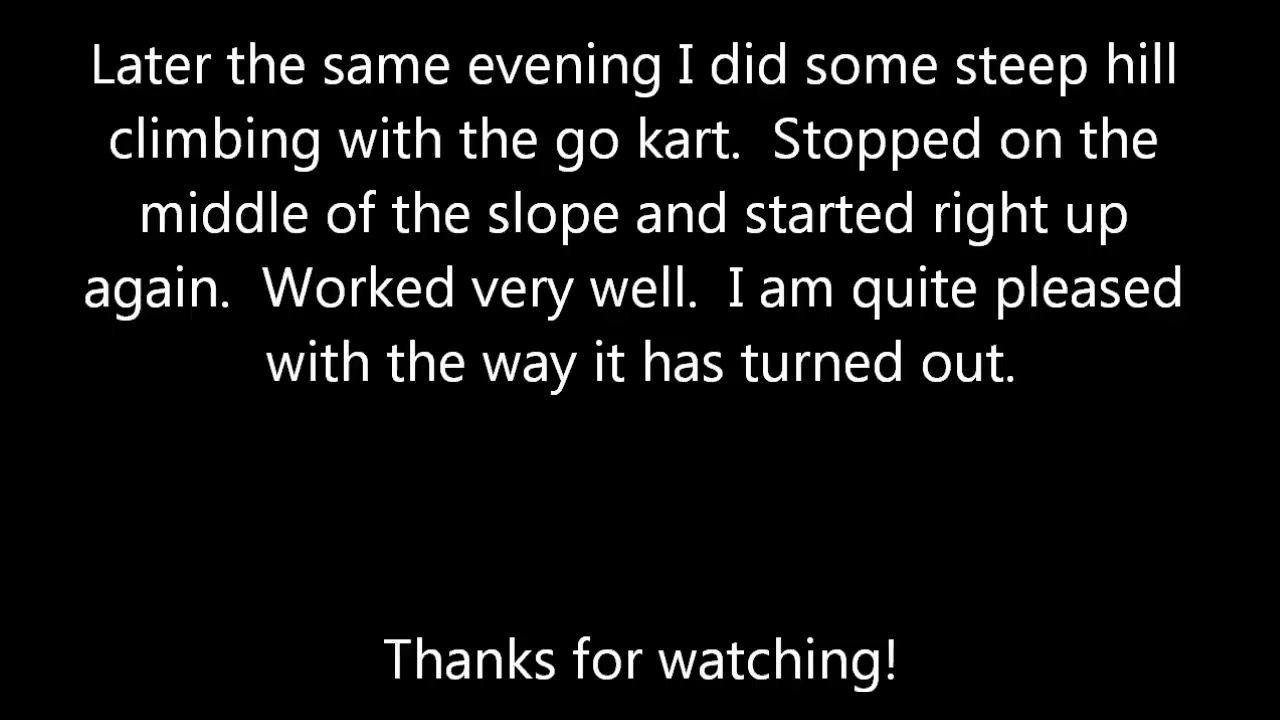 Later the same evening I did some steep hill
climbing with the go kart.  Stopped on the
middle of the slope and started right up
again.  Worked very well.  I am quite pleased
with the way it has turned out.
Thanks for watching!